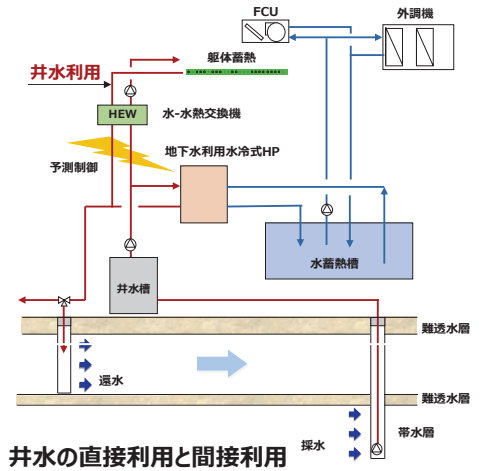 FCU
外調機
躯体蓄熱
井水利用
HEW
水-水熱交換機
地下水利用水冷式HP
予測制御
水蓄熱槽
井水槽
難透水層
還水
難透水層
採水
帯水層
井水の直接利用と間接利用